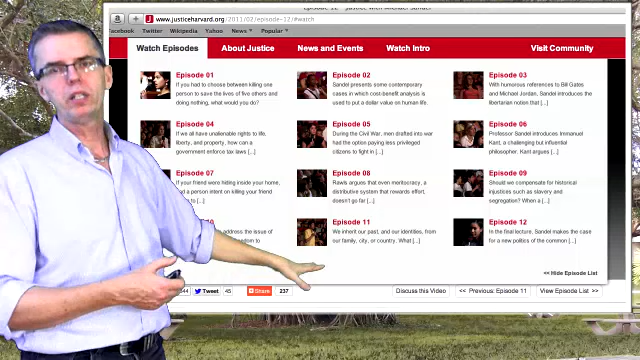 Episode 12 - Justice with Michael Sandel
www.justiceharvard.org/2011/02/episode-12/#watch
facebook Twitter Wikipedia Yahoo News Popular
Watch Episodes About Justice News and Events Watch Intro Visit Community
Episode 01
If you had to choose between killing one
person to save the lives of five others and
doing nothing, what would you do?
Episode 02
Sandel presents some contemporary
cases in which cost-benefit analysis is
used to put a dollar value on human life.
Episode 03
With humorous references to Bill Gates
and Michael Jordan, Sandel introduces the
libertarian notion that [...]
Episode 04
If we all have unalienable rights to life,
liberty, and property, how can a
government enforce tax laws [...]
Episode 05
During the Civil War, men drafted into war
had the option paying less privileged
citizens to fight in [...]
Episode 06
Professor Sandel introduces Immanuel
Kant, a challenging but influential
philosopher. Kant argues [...]
07
If your friend were hiding inside your home,
and a person intent on killing your friend
[...]
Episode 08
Rawls argues that even meritocracy, a
distributive system that rewards effort,
doesn't go far [...]
Episode 09
Should we compensate for historical
injustices such as slavery and
segregation? When a [...]
10
address the issue of
freedom to
Episode 11
We inherit our past, and our identities, from
our family, city, or country. What [...]
Episode 12
In the final lecture, Sandel makes the case
for a new politics of the common [...]
<< Hide Episode List
344 Tweet 45 Share 237 Discuss this Video << Previous: Episode 11 View Episode List >>